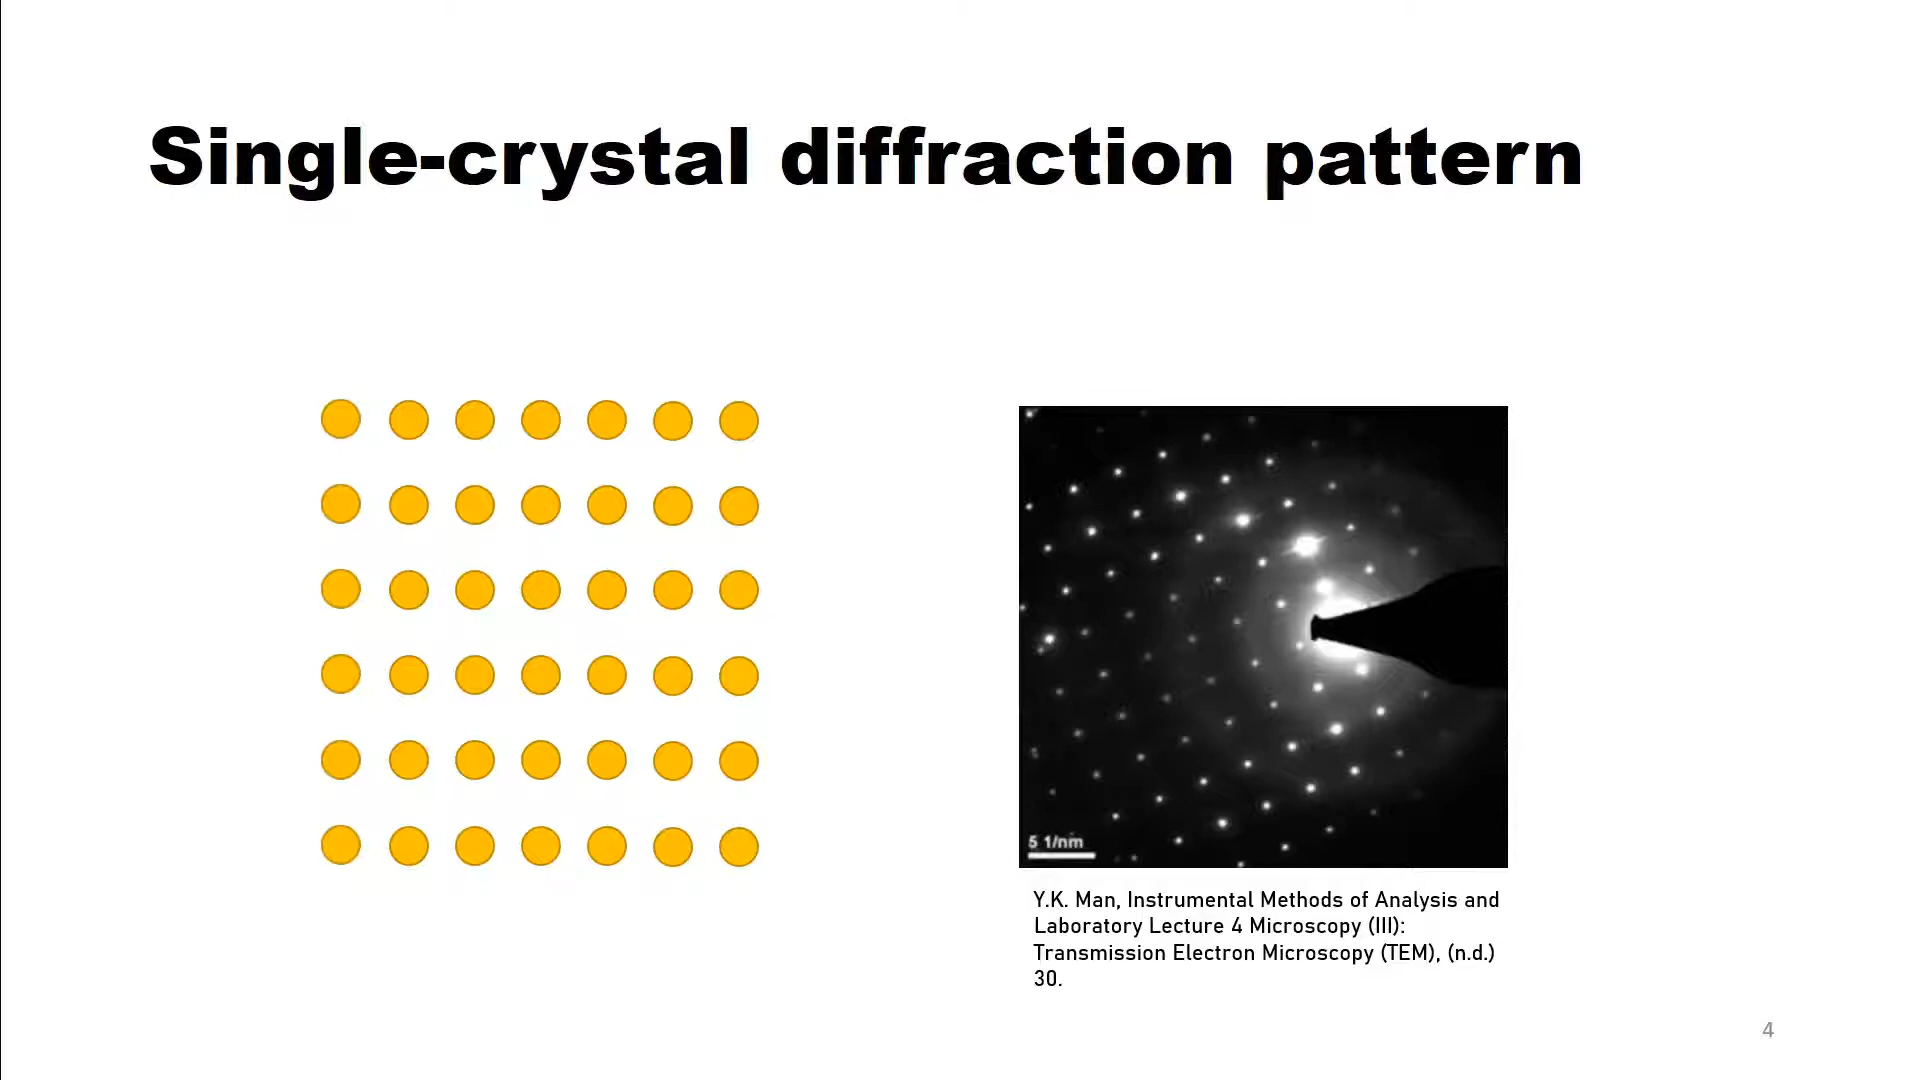 Single-crystal diffraction pattern
5 1/nm
Y.K. Man, Instrumental Methods of Analysis and
Laboratory Lecture 4 Microscopy (III):
Transmission Electron Microscopy (TEM), (n.d.)
30.
4